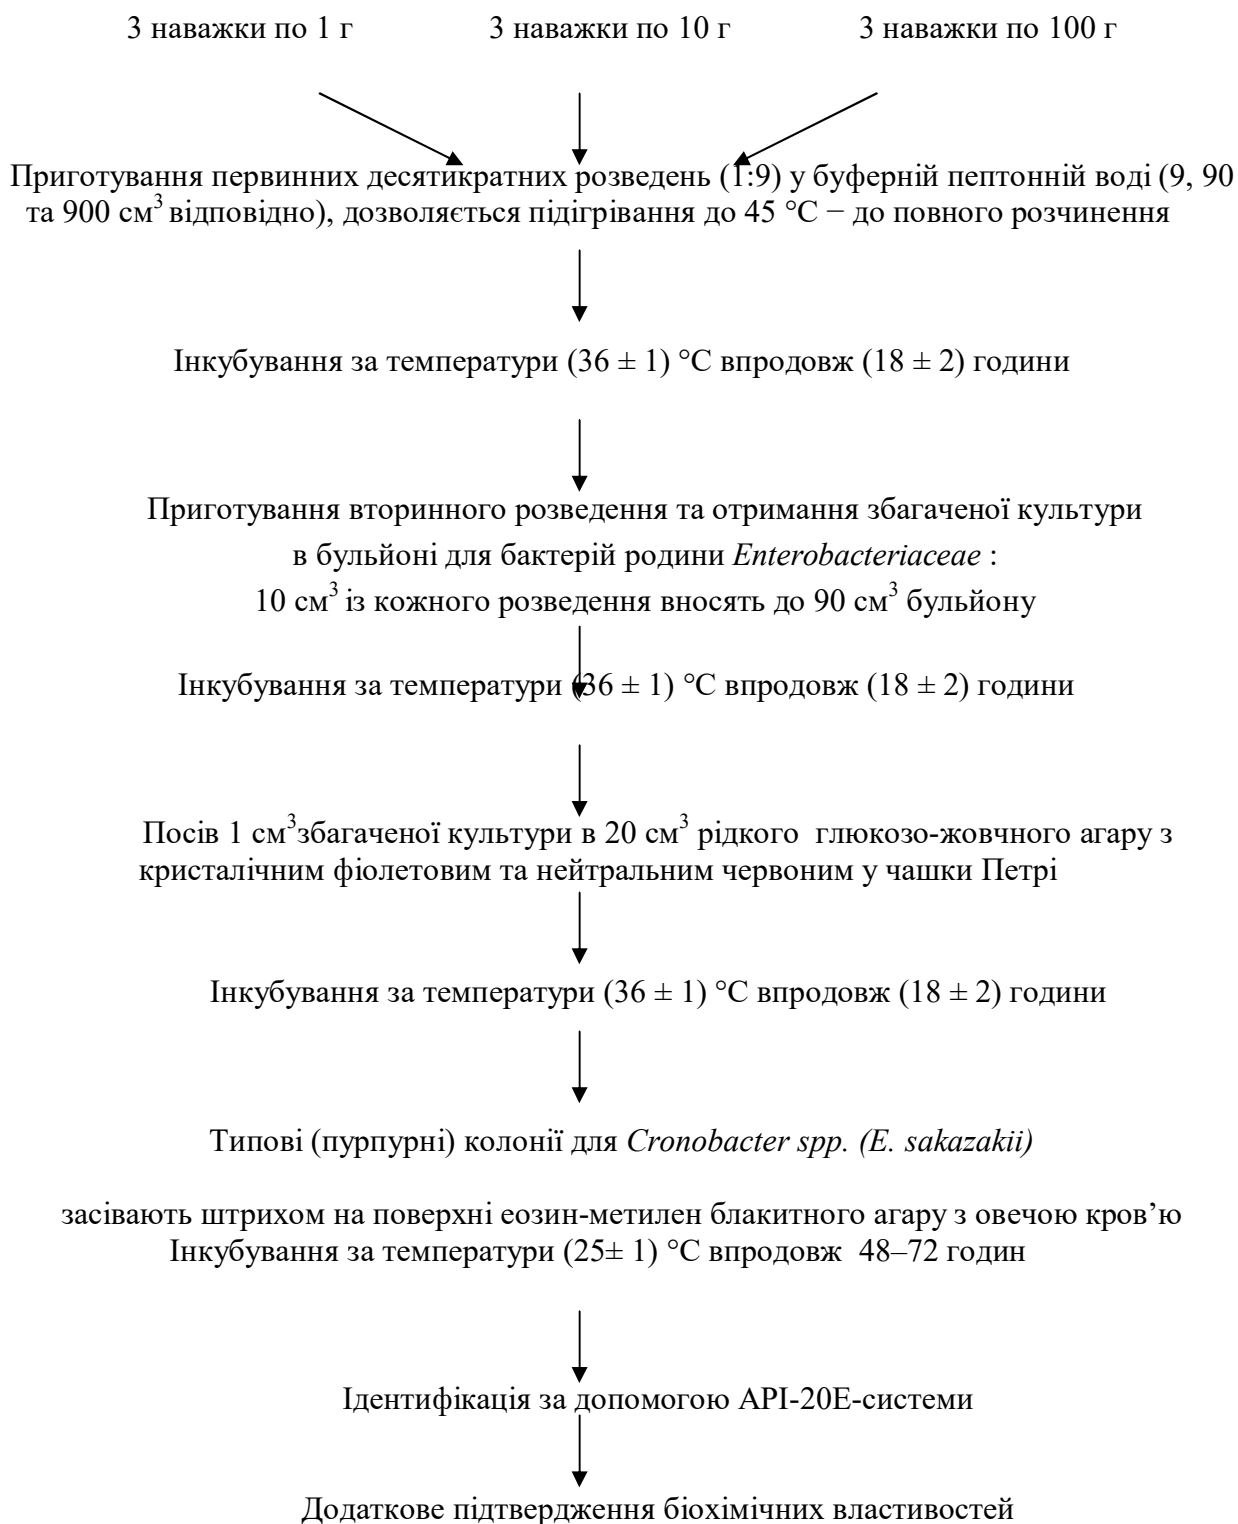 3 наважки по 1 г 3 наважки по 10 г 3 наважки по 100 г
Приготування первинних десятикратних розведень (1:9) у буферній пептонній воді (9, 90
та 900 см³ відповідно), дозволяється підігрівання до 45 °С − до повного розчинення
Інкубування за температури (36 ± 1) °С впродовж (18 ± 2) години
Приготування вторинного розведення та отримання збагаченої культури
в бульйоні для бактерій родини Enterobacteriaceae :
10 см³ із кожного розведення вносять до 90 см³ бульйону
Інкубування за температури (36 ± 1) °С впродовж (18 ± 2) години
Посів 1 см³збагаченої культури в 20 см³ рідкого глюкозо-жовчного агару з
кристалічним фіолетовим та нейтральним червоним у чашки Петрі
Інкубування за температури (36 ± 1) °С впродовж (18 ± 2) години
Типові (пурпурні) колонії для Cronobacter spp. (E. sakazakii)
засівають штрихом на поверхні еозин-метилен блакитного агару з овечою кров’ю
Інкубування за температури (25± 1) °С впродовж 48–72 годин
Ідентифікація за допомогою АРІ-20Е-системи
Додаткове підтвердження біохімічних властивостей